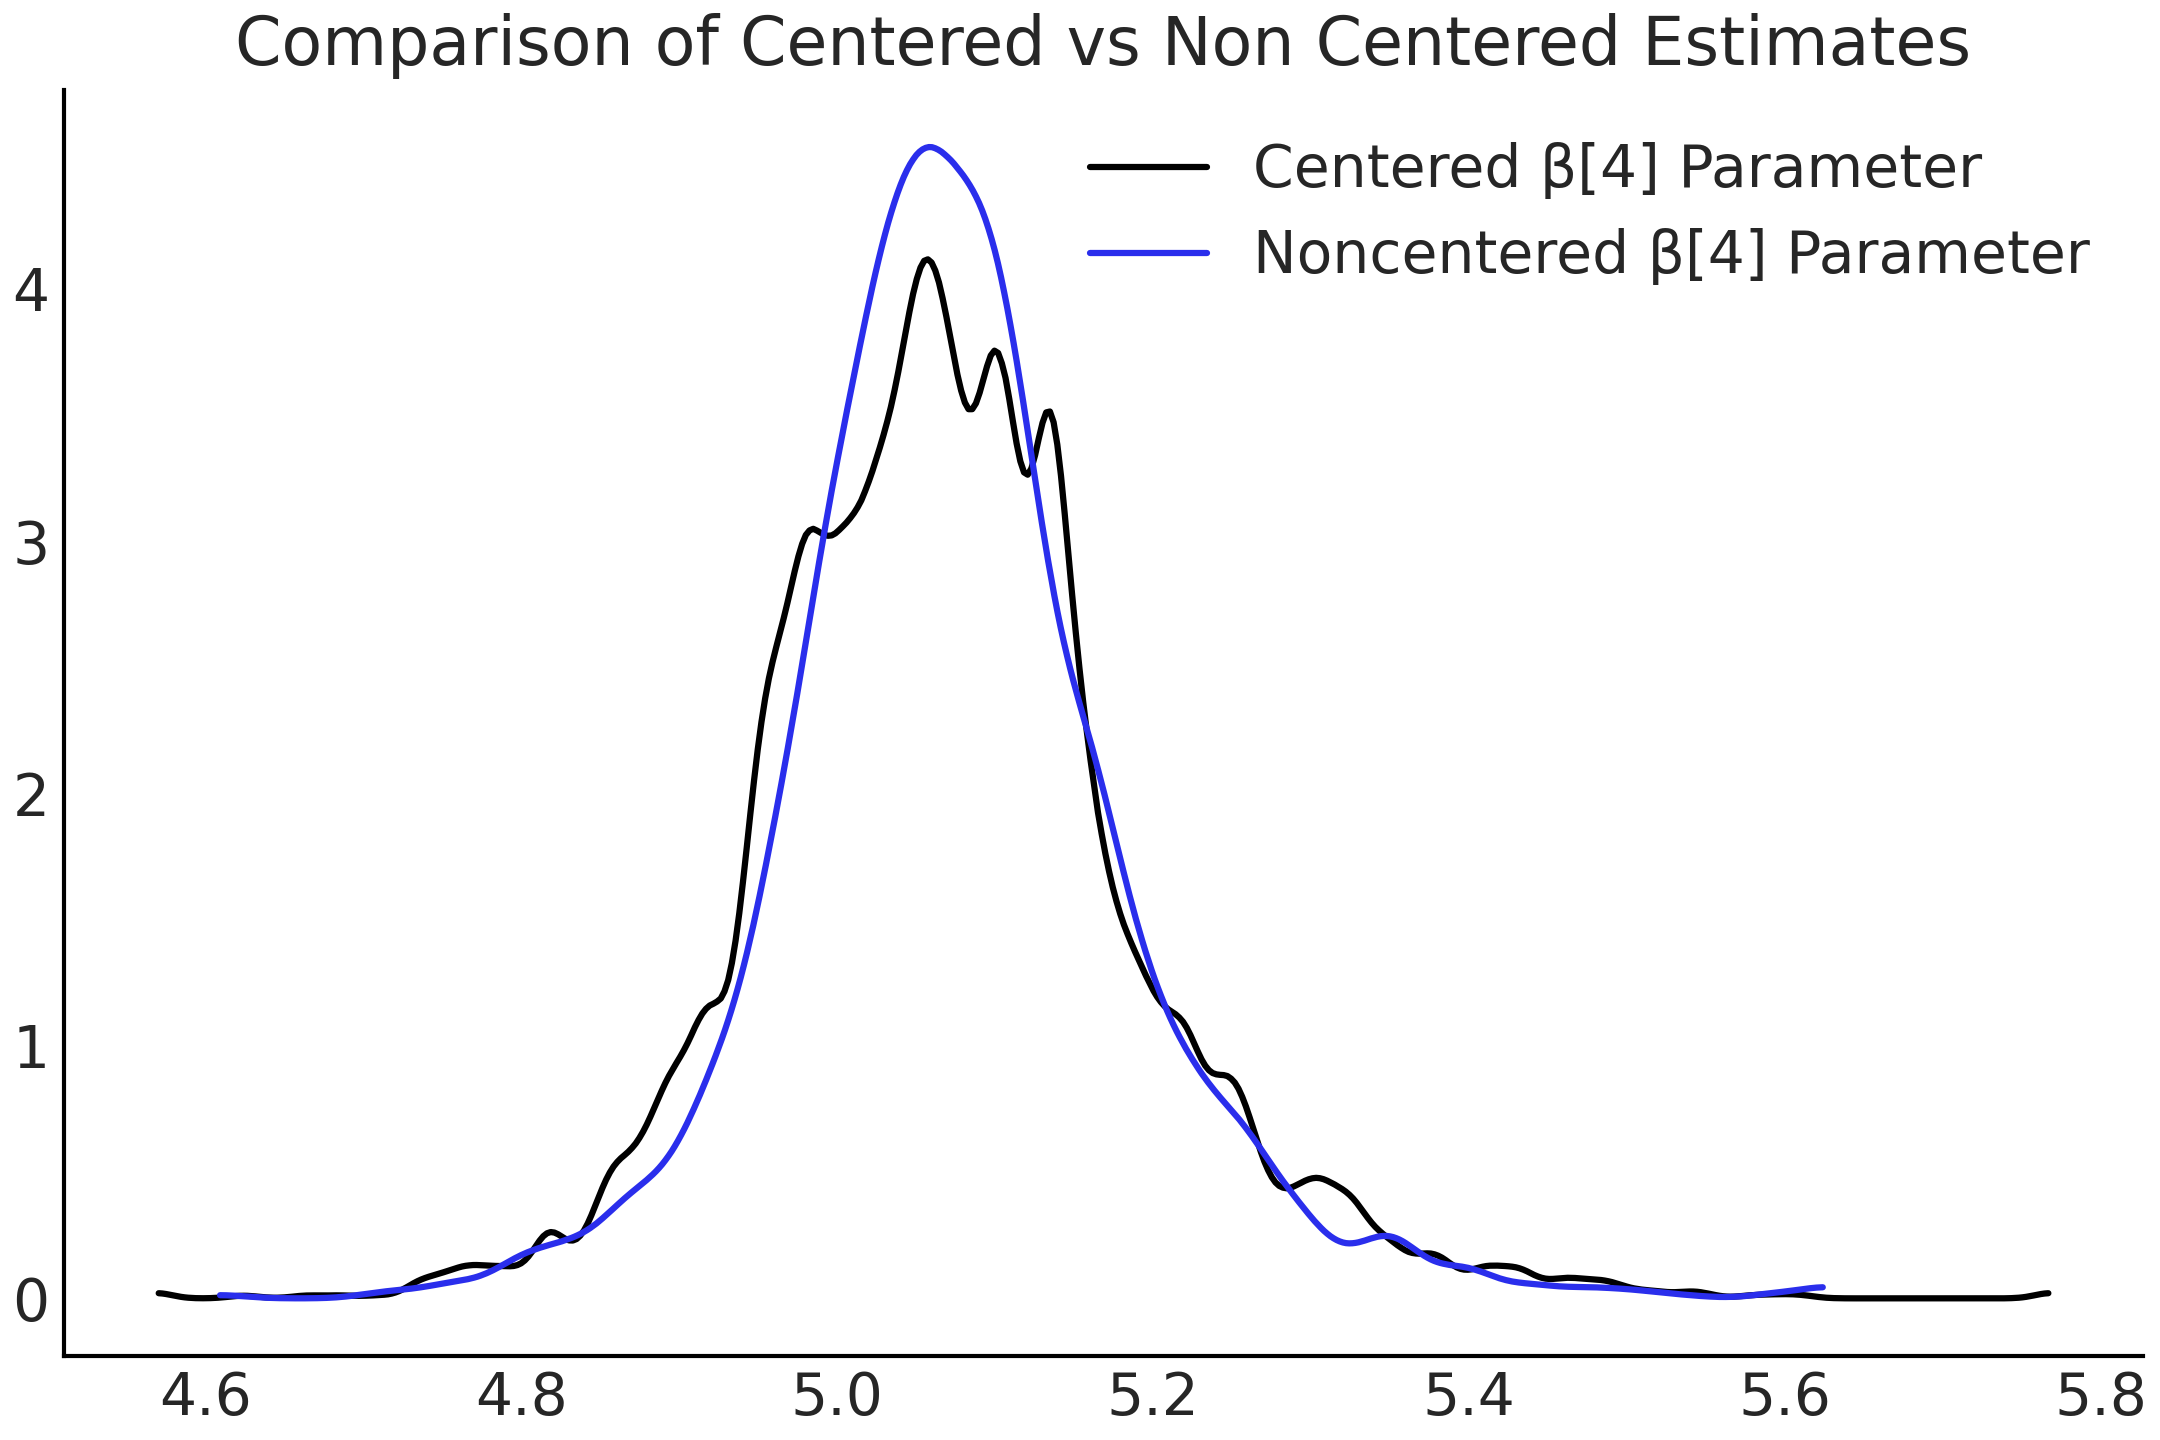 Comparison of Centered vs Non Centered Estimates
Centered β[4] Parameter
Noncentered β[4] Parameter
4
3
2
1
0
4.6 4.8 5.0 5.2 5.4 5.6 5.8